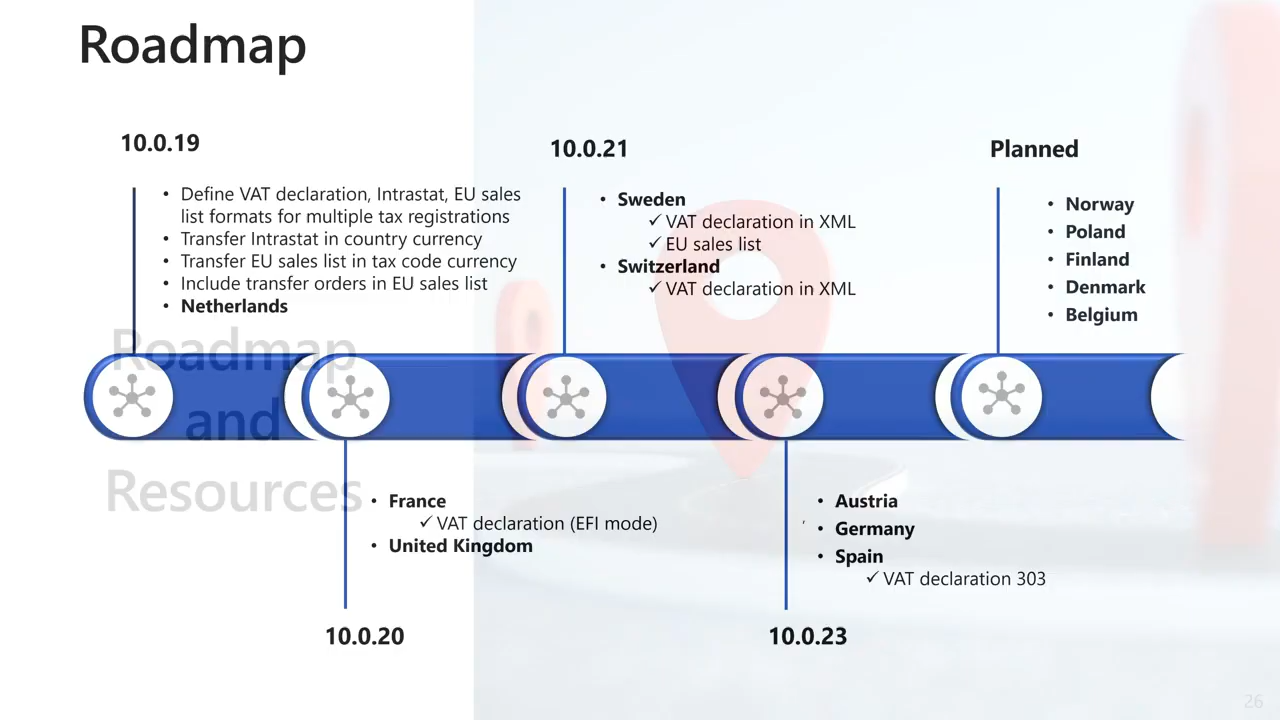 Roadmap
10.0.19
• Define VAT declaration, Intrastat, EU sales
list formats for multiple tax registrations
• Transfer Intrastat in country currency
• Transfer EU sales list in tax code currency
• Include transfer orders in EU sales list
• Netherlands
10.0.21
• Sweden
✓ VAT declaration in XML
✓ EU sales list
• Switzerland
✓ VAT declaration in XML
Planned
• Norway
• Poland
• Finland
• Denmark
• Belgium
Roadmap
and
Resources
• France
✓ VAT declaration (EFI mode)
• United Kingdom
10.0.20
• Austria
• Germany
• Spain
✓ VAT declaration 303
10.0.23
26